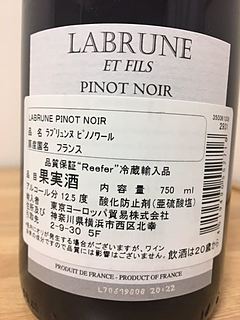 LABRUNE
ET FILS
PINOT NOIR
LABRUNE PINOT NOIR
品 名 ラブリュンヌ ピノノワール
原産国名 フランス
品質保証"Reefer"冷蔵輸入品
果実酒 内 容 量 750 ml
アルコール分 12.5 度 酸化防止剤(亜硫酸塩)
東京ヨーロッパ貿易株式会社
神奈川県横浜市西区北幸
2-9-30 5F
飲酒は20歳から
PRODUIT DE FRANCE - PRODUCT OF FRANCE